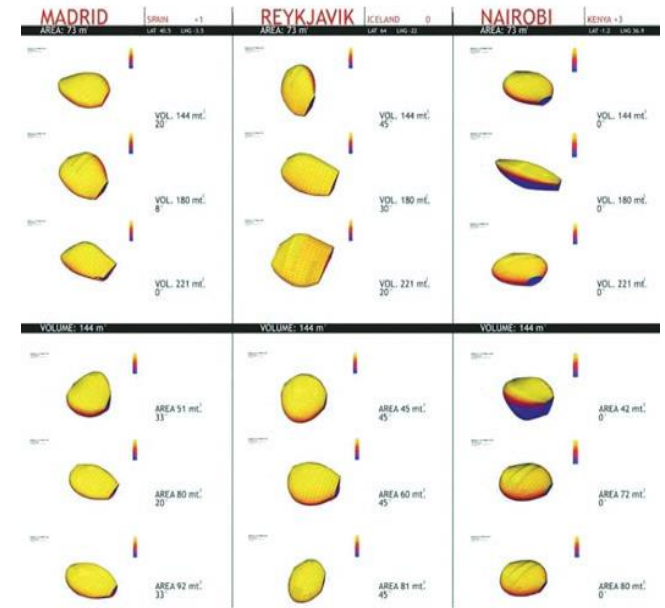 MADRID
SPAIN +1
AREA: 73 m²
LAT 40.5 LNG -3.5
VOL. 144 mt.³
20°
VOL. 180 mt.³
8°
VOL. 221 mt.³
0°
VOLUME: 144 m³
AREA 51 mt.²
33°
AREA 80 mt.²
20°
AREA 92 mt.²
33°
REYKJAVIK
ICELAND 0
AREA: 73 m²
LAT 64 LNG -22
VOL. 144 mt.³
45°
VOL. 180 mt.³
30°
VOL. 221 mt.³
20°
VOLUME: 144 m³
AREA 45 mt.²
45°
AREA 60 mt.²
45°
AREA 81 mt.²
45°
NAIROBI
KENYA +3
AREA: 73 m²
LAT -1.2 LNG 36.9
VOL. 144 mt.³
0°
VOL. 180 mt.³
0°
VOL. 221 mt.³
0°
VOLUME: 144 m³
AREA 42 mt.²
0°
AREA 72 mt.²
0°
AREA 80 mt.²
0°